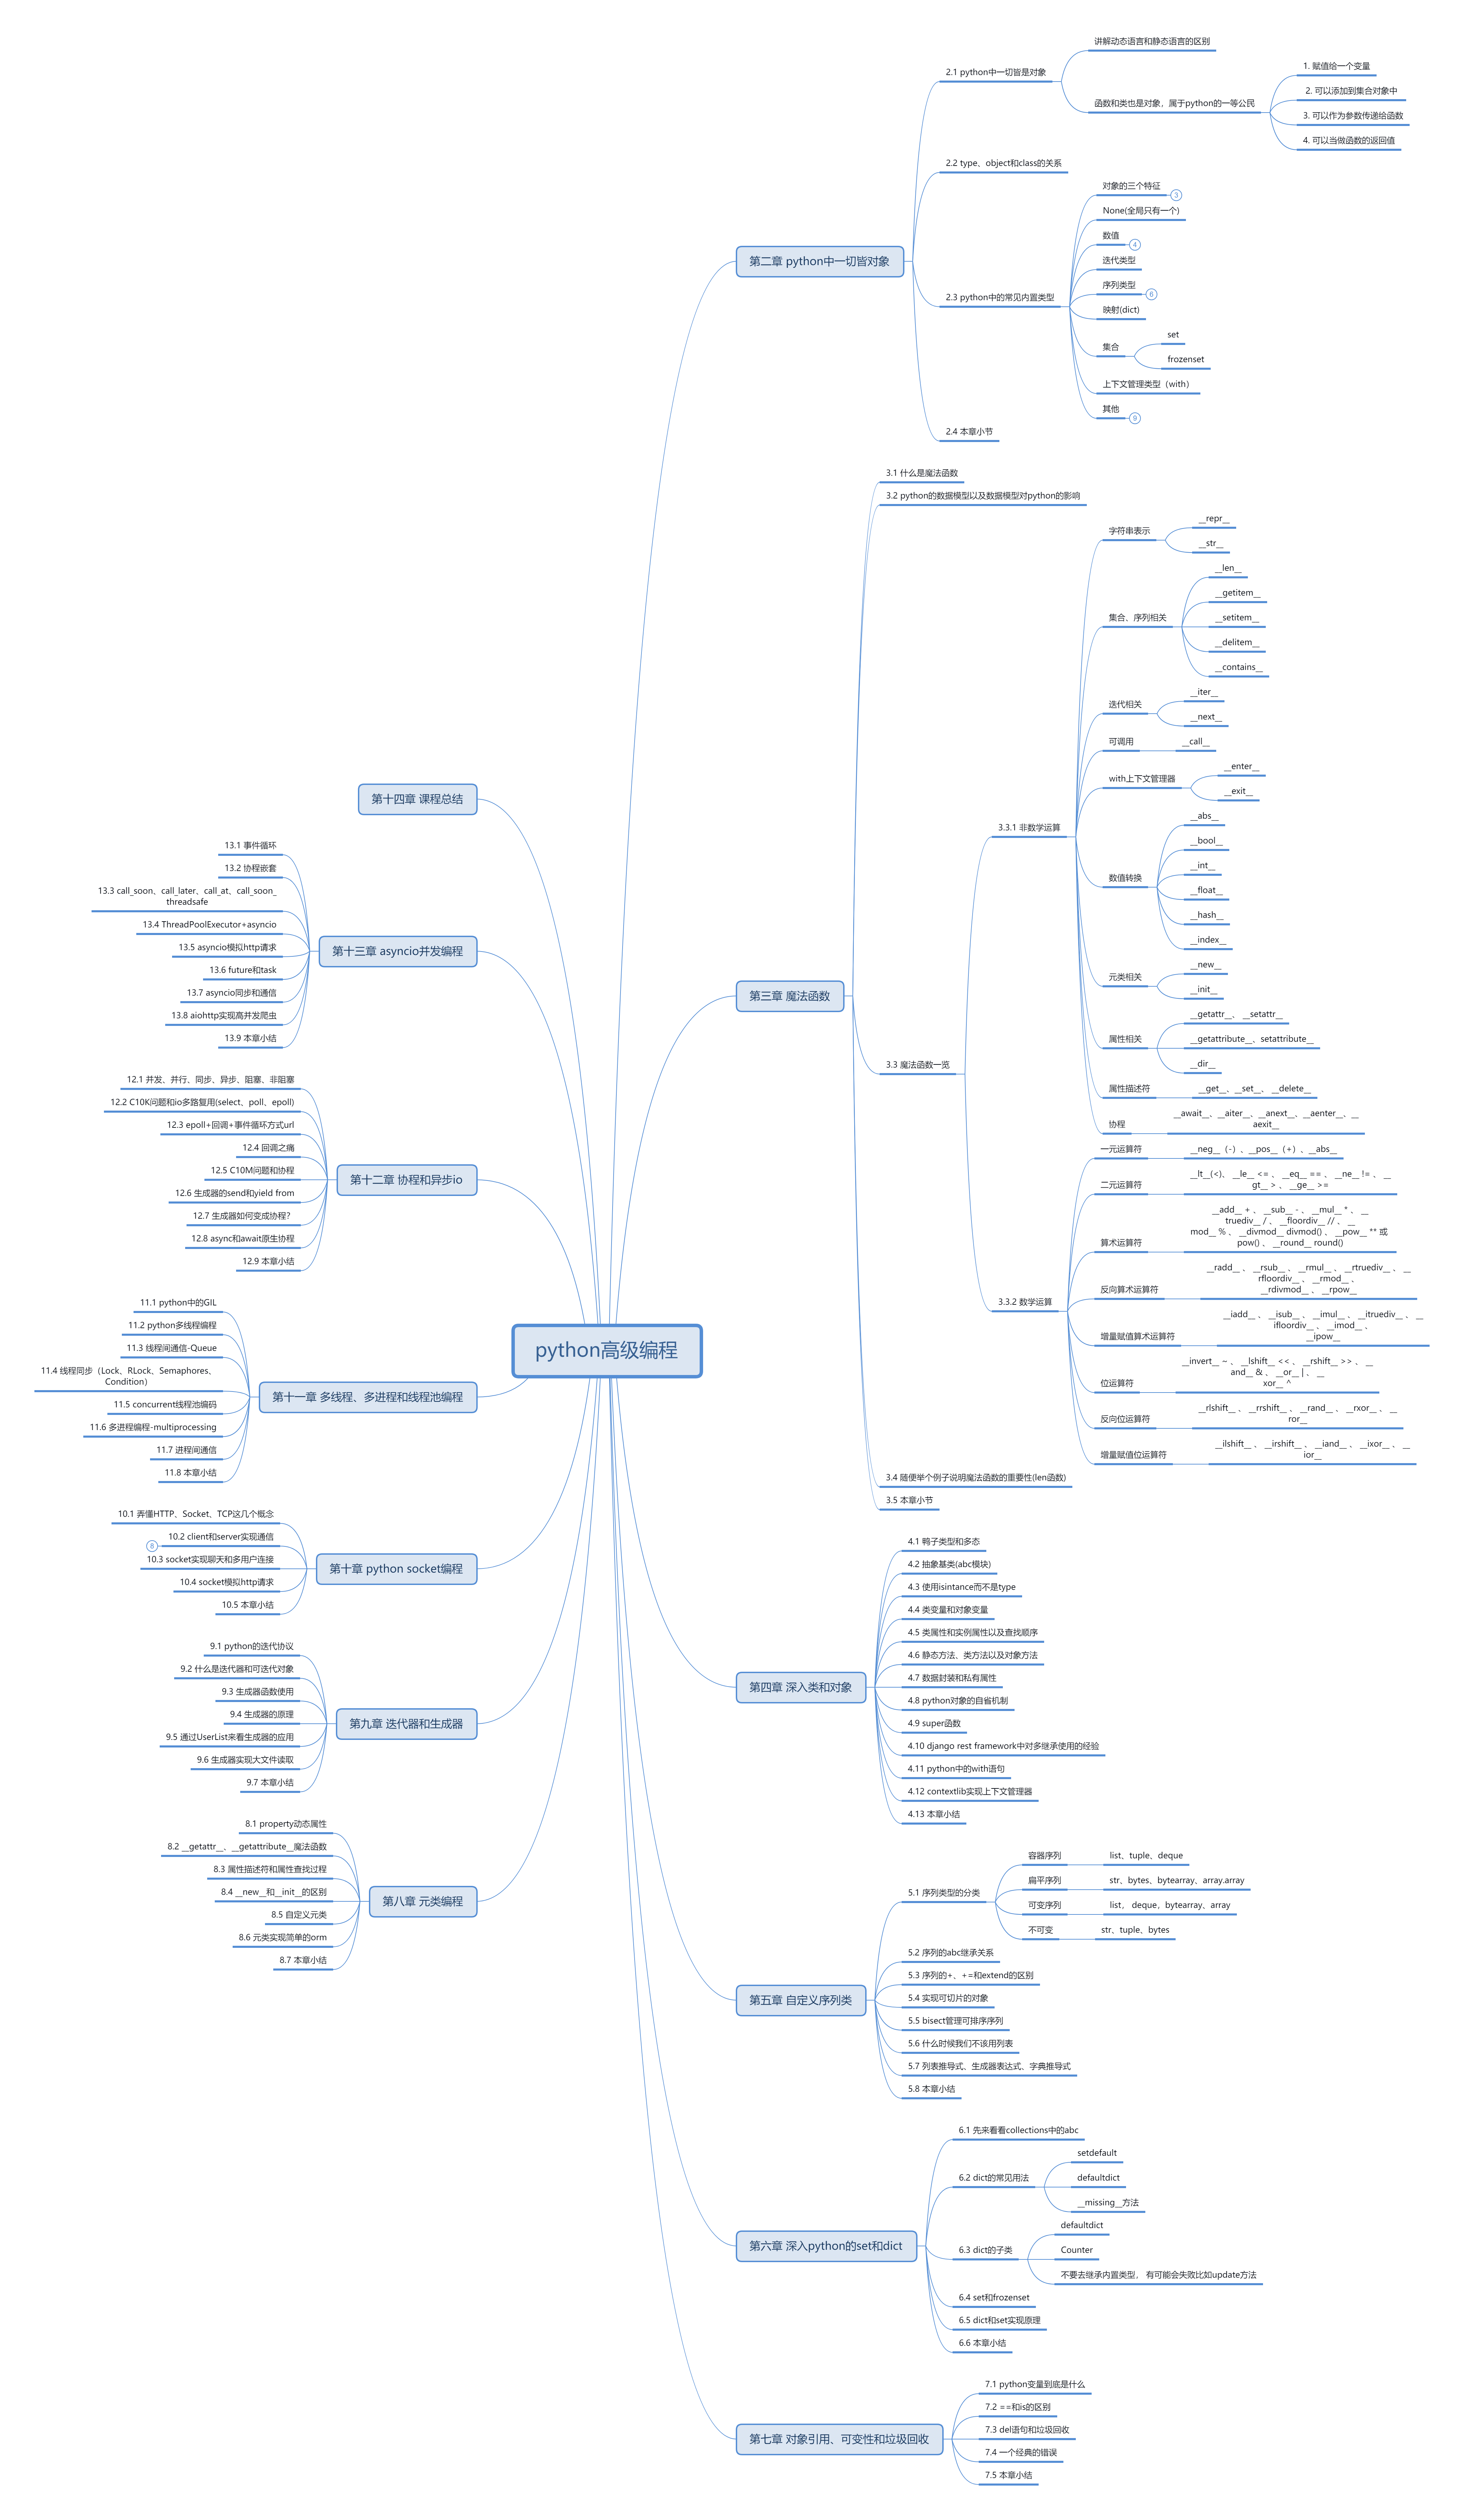 python高级编程
第二章 python中一切皆对象
2.1 python中一切皆是对象
讲解动态语言和静态语言的区别
函数和类也是对象，属于python的一等公民
1. 赋值给一个变量
2. 可以添加到集合对象中
3. 可以作为参数传递给函数
4. 可以当做函数的返回值
2.2 type、object和class的关系
2.3 python中的常见内置类型
对象的三个特征
3
None(全局只有一个)
数值
4
迭代类型
序列类型
6
映射(dict)
集合
set
frozenset
上下文管理类型（with）
其他
9
2.4 本章小节
第三章 魔法函数
3.1 什么是魔法函数
3.2 python的数据模型以及数据模型对python的影响
3.3 魔法函数一览
3.3.1 非数学运算
字符串表示
__repr__
__str__
集合、序列相关
__len__
__getitem__
__setitem__
__delitem__
__contains__
迭代相关
__iter__
__next__
可调用
__call__
with上下文管理器
__enter__
__exit__
数值转换
__abs__
__bool__
__int__
__float__
__hash__
__index__
元类相关
__new__
__init__
属性相关
__getattr__、 __setattr__
__getattribute__、setattribute__
__dir__
属性描述符
__get__、__set__、 __delete__
协程
__await__、__aiter__、__anext__、__aenter__、__
aexit__
3.3.2 数学运算
一元运算符
__neg__（-）、__pos__（+）、__abs__
二元运算符
__lt__(<)、 __le__ <= 、 __eq__ == 、 __ne__ != 、 __
gt__ > 、 __ge__ >=
算术运算符
__add__ + 、 __sub__ - 、 __mul__ * 、 __
truediv__ / 、 __floordiv__ // 、 __
mod__ % 、 __divmod__ divmod() 、 __pow__ ** 或
pow() 、 __round__ round()
反向算术运算符
__radd__ 、 __rsub__ 、 __rmul__ 、 __rtruediv__ 、 __
rfloordiv__ 、 __rmod__ 、
__rdivmod__ 、 __rpow__
增量赋值算术运算符
__iadd__ 、 __isub__ 、 __imul__ 、 __itruediv__ 、 __
ifloordiv__ 、 __imod__ 、
__ipow__
位运算符
__invert__ ~ 、 __lshift__ << 、 __rshift__ >> 、 __
and__ & 、 __or__ | 、 __
xor__ ^
反向位运算符
__rlshift__ 、 __rrshift__ 、 __rand__ 、 __rxor__ 、 __
ror__
增量赋值位运算符
__ilshift__ 、 __irshift__ 、 __iand__ 、 __ixor__ 、 __
ior__
3.4 随便举个例子说明魔法函数的重要性(len函数)
3.5 本章小节
第四章 深入类和对象
4.1 鸭子类型和多态
4.2 抽象基类(abc模块)
4.3 使用isintance而不是type
4.4 类变量和对象变量
4.5 类属性和实例属性以及查找顺序
4.6 静态方法、类方法以及对象方法
4.7 数据封装和私有属性
4.8 python对象的自省机制
4.9 super函数
4.10 django rest framework中对多继承使用的经验
4.11 python中的with语句
4.12 contextlib实现上下文管理器
4.13 本章小结
第五章 自定义序列类
5.1 序列类型的分类
容器序列
list、tuple、deque
扁平序列
str、bytes、bytearray、array.array
可变序列
list， deque，bytearray、array
不可变
str、tuple、bytes
5.2 序列的abc继承关系
5.3 序列的+、+=和extend的区别
5.4 实现可切片的对象
5.5 bisect管理可排序序列
5.6 什么时候我们不该用列表
5.7 列表推导式、生成器表达式、字典推导式
5.8 本章小结
第六章 深入python的set和dict
6.1 先来看看collections中的abc
6.2 dict的常见用法
setdefault
defaultdict
__missing__方法
6.3 dict的子类
defaultdict
Counter
不要去继承内置类型， 有可能会失败比如update方法
6.4 set和frozenset
6.5 dict和set实现原理
6.6 本章小结
第七章 对象引用、可变性和垃圾回收
7.1 python变量到底是什么
7.2 ==和is的区别
7.3 del语句和垃圾回收
7.4 一个经典的错误
7.5 本章小结
第八章 元类编程
8.1 property动态属性
8.2 __getattr__、__getattribute__魔法函数
8.3 属性描述符和属性查找过程
8.4 __new__和__init__的区别
8.5 自定义元类
8.6 元类实现简单的orm
8.7 本章小结
第九章 迭代器和生成器
9.1 python的迭代协议
9.2 什么是迭代器和可迭代对象
9.3 生成器函数使用
9.4 生成器的原理
9.5 通过UserList来看生成器的应用
9.6 生成器实现大文件读取
9.7 本章小结
第十章 python socket编程
10.1 弄懂HTTP、Socket、TCP这几个概念
10.2 client和server实现通信
8
10.3 socket实现聊天和多用户连接
10.4 socket模拟http请求
10.5 本章小结
第十一章 多线程、多进程和线程池编程
11.1 python中的GIL
11.2 python多线程编程
11.3 线程间通信-Queue
11.4 线程同步（Lock、RLock、Semaphores、
Condition）
11.5 concurrent线程池编码
11.6 多进程编程-multiprocessing
11.7 进程间通信
11.8 本章小结
第十二章 协程和异步io
12.1 并发、并行、同步、异步、阻塞、非阻塞
12.2 C10K问题和io多路复用(select、poll、epoll)
12.3 epoll+回调+事件循环方式url
12.4 回调之痛
12.5 C10M问题和协程
12.6 生成器的send和yield from
12.7 生成器如何变成协程？
12.8 async和await原生协程
12.9 本章小结
第十三章 asyncio并发编程
13.1 事件循环
13.2 协程嵌套
13.3 call_soon、call_later、call_at、call_soon_
threadsafe
13.4 ThreadPoolExecutor+asyncio
13.5 asyncio模拟http请求
13.6 future和task
13.7 asyncio同步和通信
13.8 aiohttp实现高并发爬虫
13.9 本章小结
第十四章 课程总结